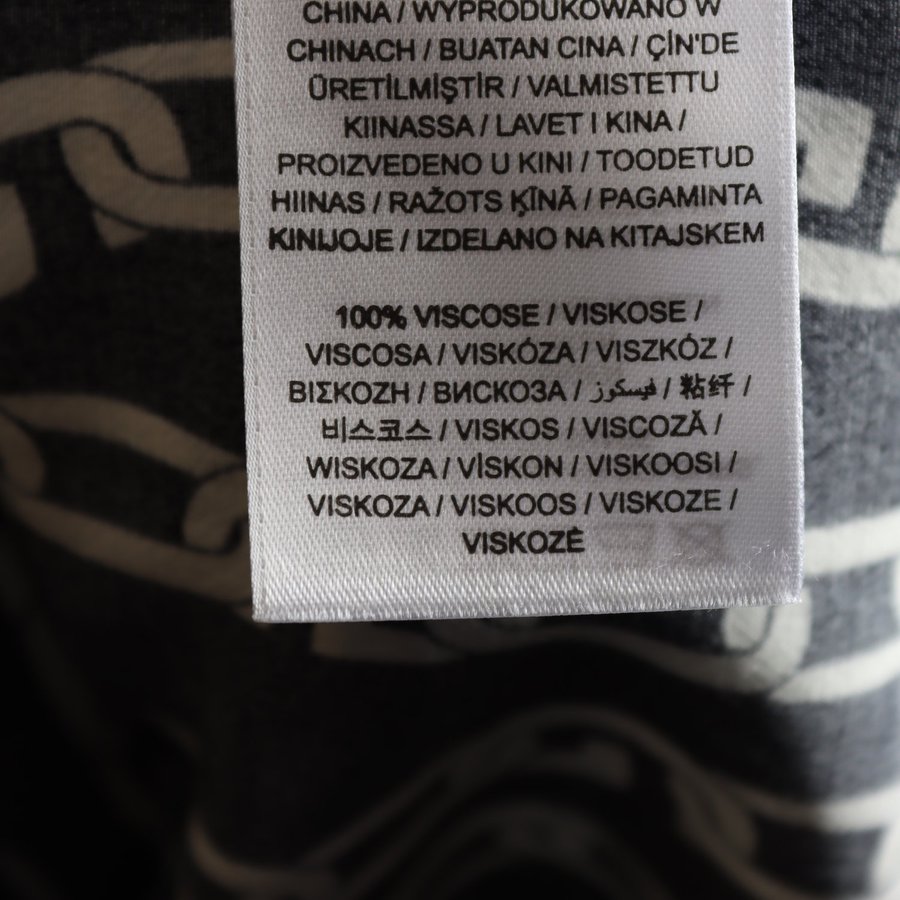 CHINA / WYPRODUKOWANO W
CHINACH / BUATAN CINA / ÇİN'DE
ÜRETİLMİŞTİR / VALMISTETTU
KIINASSA / LAVET I KINA /
PROIZVEDENO U KINI / TOODETUD
HIINAS / RAŽOTS ĶĪNĀ / PAGAMINTA
KINIJOJE / IZDELANO NA KITAJSKEM
100% VISCOSE / VISKOSE /
VISCOSA / VISKÓZA / VISZKÓZ /
ΒΙΣΚΟΖΗ / ВИСКОЗА / فيسكوز / 粘纤 /
비스코스 / VISKOS / VISCOZĂ /
WISKOZA / VİSKON / VISKOOSI /
VISKOZA / VISKOOS / VISKOZE /
VISKOZĖ